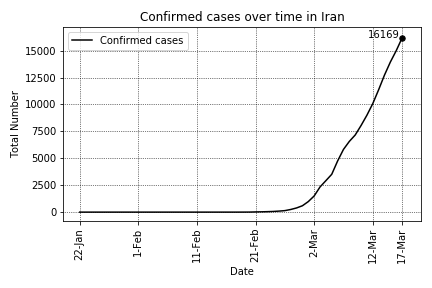 Confirmed cases over time in Iran
Confirmed cases
16169
Total Number
15000
12500
10000
7500
5000
2500
0
22-Jan
1-Feb
11-Feb
21-Feb
2-Mar
12-Mar
17-Mar
Date